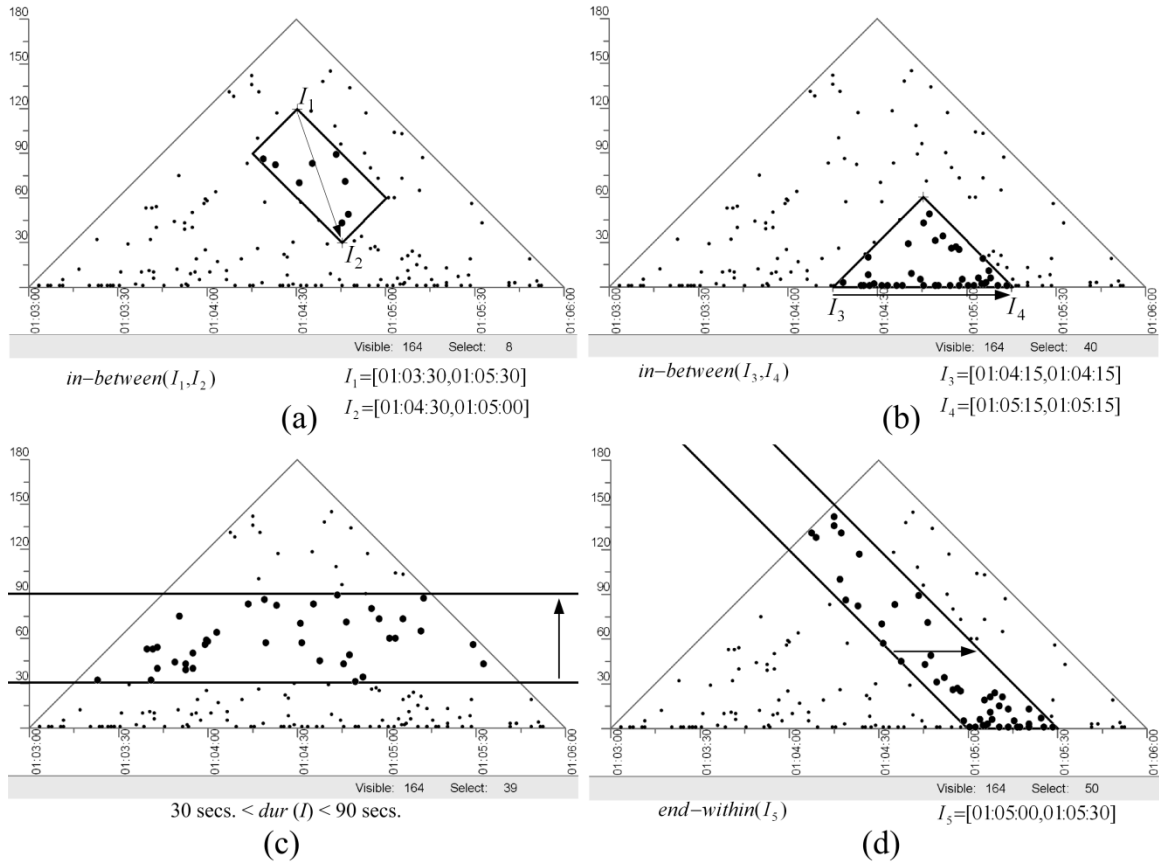 180
150
120
90
60
30
I1
I2
01:03:00
01:03:30
01:04:00
01:04:30
01:05:00
01:05:30
01:06:00
Visible: 164 Select: 8
in−between(I1,I2)
I1=[01:03:30,01:05:30]
I2=[01:04:30,01:05:00]
(a)
180
150
120
90
60
30
01:03:00
01:03:30
01:04:00
01:04:30
01:05:00
01:05:30
01:06:00
I3
I4
Visible: 164 Select: 40
in−between(I3,I4)
I3=[01:04:15,01:04:15]
I4=[01:05:15,01:05:15]
(b)
180
150
120
90
60
30
01:03:00
01:03:30
01:04:00
01:04:30
01:05:00
01:05:30
01:06:00
Visible: 164 Select: 39
30 secs. < dur (I) < 90 secs.
(c)
180
150
120
90
60
30
01:03:00
01:03:30
01:04:00
01:04:30
01:05:00
01:05:30
01:06:00
Visible: 164 Select: 50
end−within(I5)
I5=[01:05:00,01:05:30]
(d)